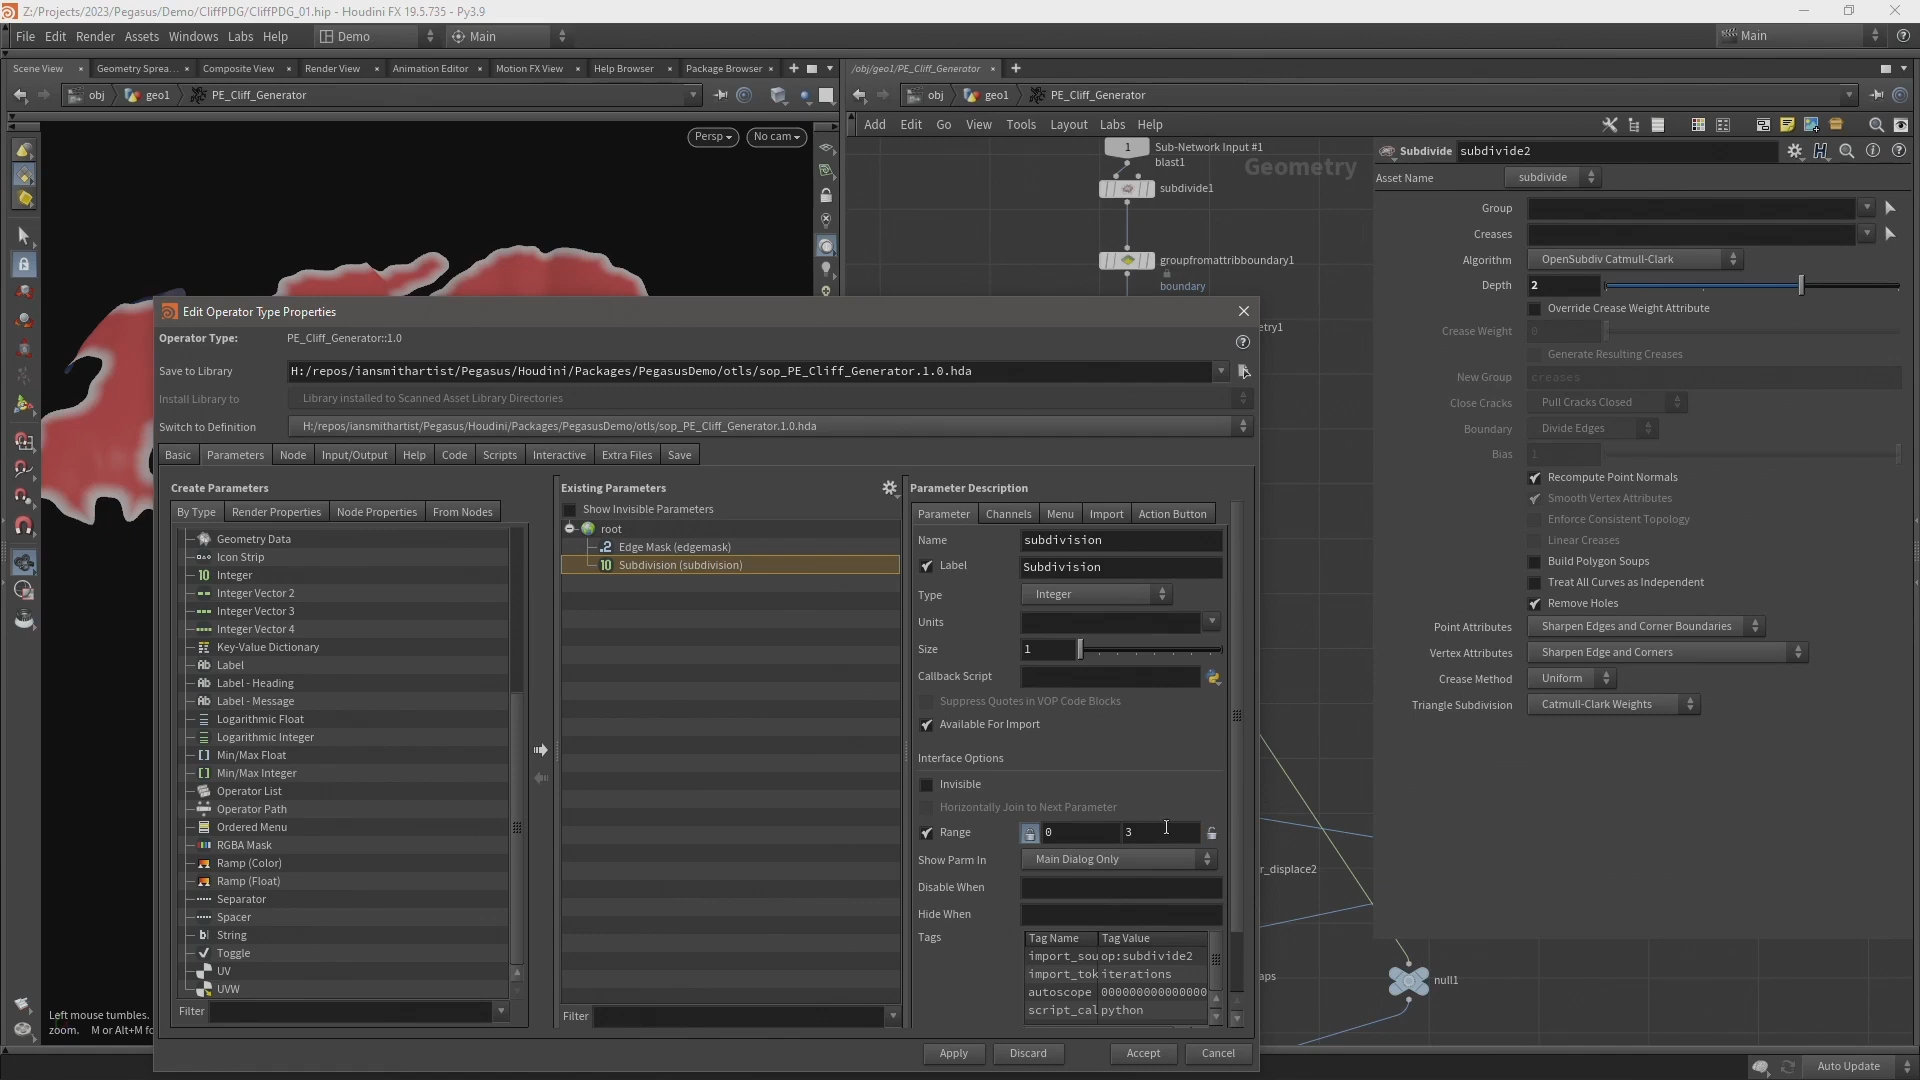 Z:/Projects/2023/Pegasus/Demo/CliffPDG/CliffPDG_01.hip - Houdini FX 19.5.735 - Py3.9
File Edit Render Assets Windows Labs Help Demo Main Main
Scene View Geometry Sprea... Composite View Render View Animation Editor Motion FX View Help Browser Package Browser
/obj/geo1/PE_Cliff_Generator
obj geo1 PE_Cliff_Generator
obj geo1 PE_Cliff_Generator
Add Edit Go View Tools Layout Labs Help
Persp No cam
1 Sub-Network Input #1
blast1
Geometry
subdivide1
groupfromattribboundary1
boundary
etry1
r_displace2
aps
null1
Subdivide subdivide2
Asset Name subdivide
Group
Creases
Algorithm OpenSubdiv Catmull-Clark
Depth 2
Override Crease Weight Attribute
Crease Weight 0
Generate Resulting Creases
New Group creases
Close Cracks Pull Cracks Closed
Boundary Divide Edges
Bias 1
Recompute Point Normals
Smooth Vertex Attributes
Enforce Consistent Topology
Linear Creases
Build Polygon Soups
Treat All Curves as Independent
Remove Holes
Point Attributes Sharpen Edges and Corner Boundaries
Vertex Attributes Sharpen Edge and Corners
Crease Method Uniform
Triangle Subdivision Catmull-Clark Weights
Edit Operator Type Properties
Operator Type: PE_Cliff_Generator::1.0
Save to Library H:/repos/iansmithartist/Pegasus/Houdini/Packages/PegasusDemo/otls/sop_PE_Cliff_Generator.1.0.hda
Install Library to Library installed to Scanned Asset Library Directories
Switch to Definition H:/repos/iansmithartist/Pegasus/Houdini/Packages/PegasusDemo/otls/sop_PE_Cliff_Generator.1.0.hda
Basic Parameters Node Input/Output Help Code Scripts Interactive Extra Files Save
Create Parameters
By Type Render Properties Node Properties From Nodes
Geometry Data
Icon Strip
10 Integer
Integer Vector 2
Integer Vector 3
Integer Vector 4
Key-Value Dictionary
Ab Label
Ab Label - Heading
Ab Label - Message
Logarithmic Float
Logarithmic Integer
Min/Max Float
Min/Max Integer
Operator List
Operator Path
Ordered Menu
RGBA Mask
Ramp (Color)
Ramp (Float)
Separator
Spacer
String
Toggle
UV
UVW
Filter
Existing Parameters
Show Invisible Parameters
root
.2 Edge Mask (edgemask)
10 Subdivision (subdivision)
Filter
Parameter Description
Parameter Channels Menu Import Action Button
Name subdivision
Label Subdivision
Type Integer
Units
Size 1
Callback Script
Suppress Quotes in VOP Code Blocks
Available For Import
Interface Options
Invisible
Horizontally Join to Next Parameter
Range 0 3
Show Parm In Main Dialog Only
Disable When
Hide When
Tags Tag Name Tag Value
import_sou op:subdivide2
import_tok iterations
autoscope 0000000000000000
script_cal python
Apply Discard Accept Cancel
Left mouse tumbles.
zoom. M or Alt+M fo
Auto Update